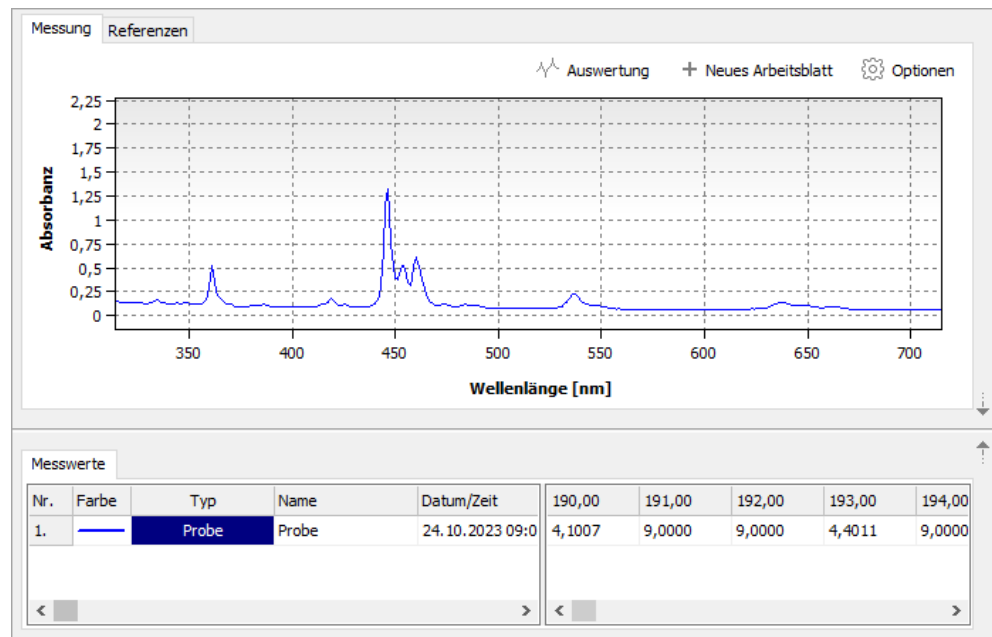 Messung Referenzen
Auswertung + Neues Arbeitsblatt Optionen
2,25
2
1,75
1,5
1,25
1
0,75
0,5
0,25
0
Absorbanz
350 400 450 500 550 600 650 700
Wellenlänge [nm]
Messwerte
Nr. Farbe Typ Name Datum/Zeit 190,00 191,00 192,00 193,00 194,00
1. Probe Probe 24.10.2023 09:0 4,1007 9,0000 9,0000 4,4011 9,0000